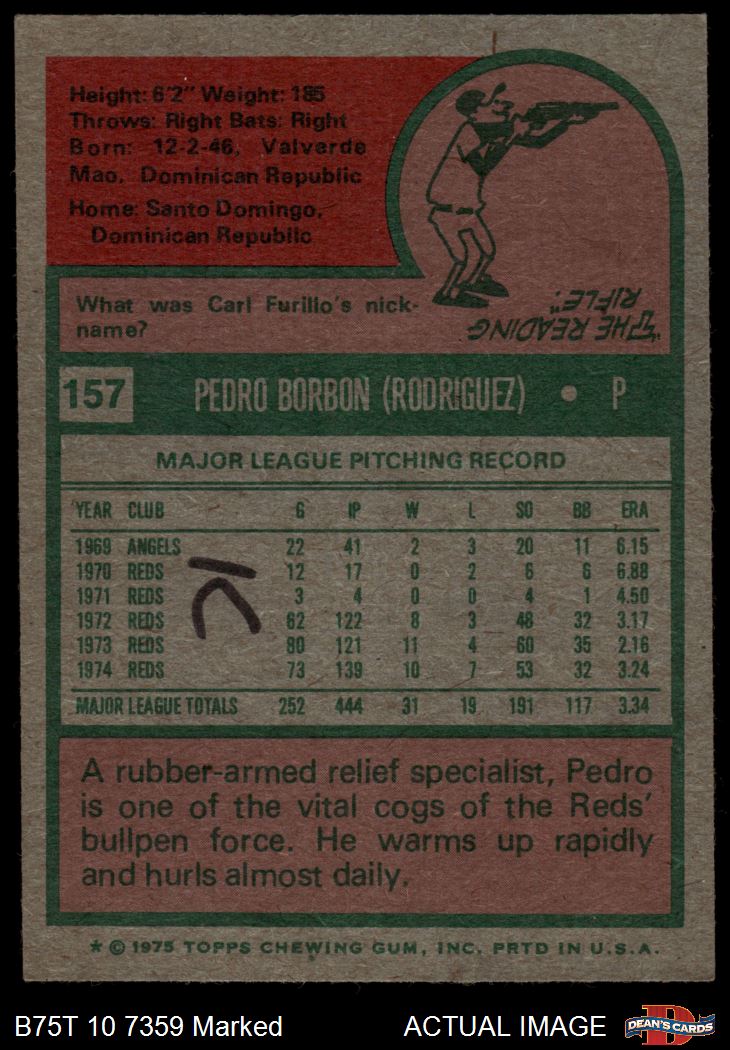 Height: 6'2" Weight: 185
Throws: Right Bats: Right
Born: 12-2-46, Valverde
Mao, Dominican Republic
Home: Santo Domingo,
Dominican Republic
What was Carl Furillo's nick-
name?
"THE READING
RIFLE".
157 PEDRO BORBON (RODRIGUEZ) • P
MAJOR LEAGUE PITCHING RECORD
YEAR CLUB G IP W L SO BB ERA
1969 ANGELS 22 41 2 3 20 11 6.15
1970 REDS 12 17 0 2 6 6 6.88
1971 REDS 3 4 0 0 4 1 4.50
1972 REDS 62 122 8 3 48 32 3.17
1973 REDS 80 121 11 4 60 35 2.16
1974 REDS 73 139 10 7 53 32 3.24
MAJOR LEAGUE TOTALS 252 444 31 19 191 117 3.34
A rubber-armed relief specialist, Pedro
is one of the vital cogs of the Reds'
bullpen force. He warms up rapidly
and hurls almost daily.
* © 1975 TOPPS CHEWING GUM, INC. PRTD IN U.S.A.
B75T 10 7359 Marked ACTUAL IMAGE
D
DEAN'S CARDS